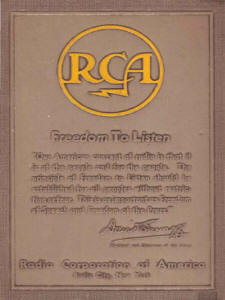 RCA
Freedom To Listen
"Our American concept of radio is that it
is of the people and for the people. The
principle of Freedom to Listen should be
established for all peoples without restric-
tion or fear. This is as important as Freedom
of Speech and Freedom of the Press."
Radio Corporation of America
Radio City, New York